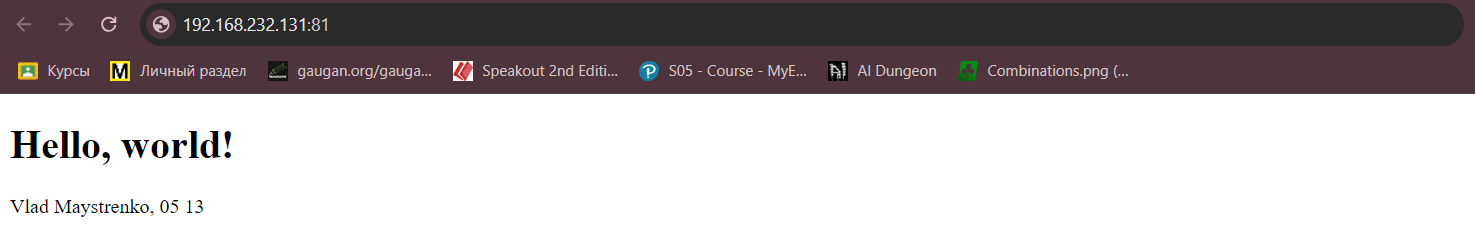 192.168.232.131:81
Курсы M Личный раздел gaugan.org/gauga... Speakout 2nd Editi... S05 - Course - MyE... AI AI Dungeon Combinations.png (...
Hello, world!
Vlad Maystrenko, 05 13